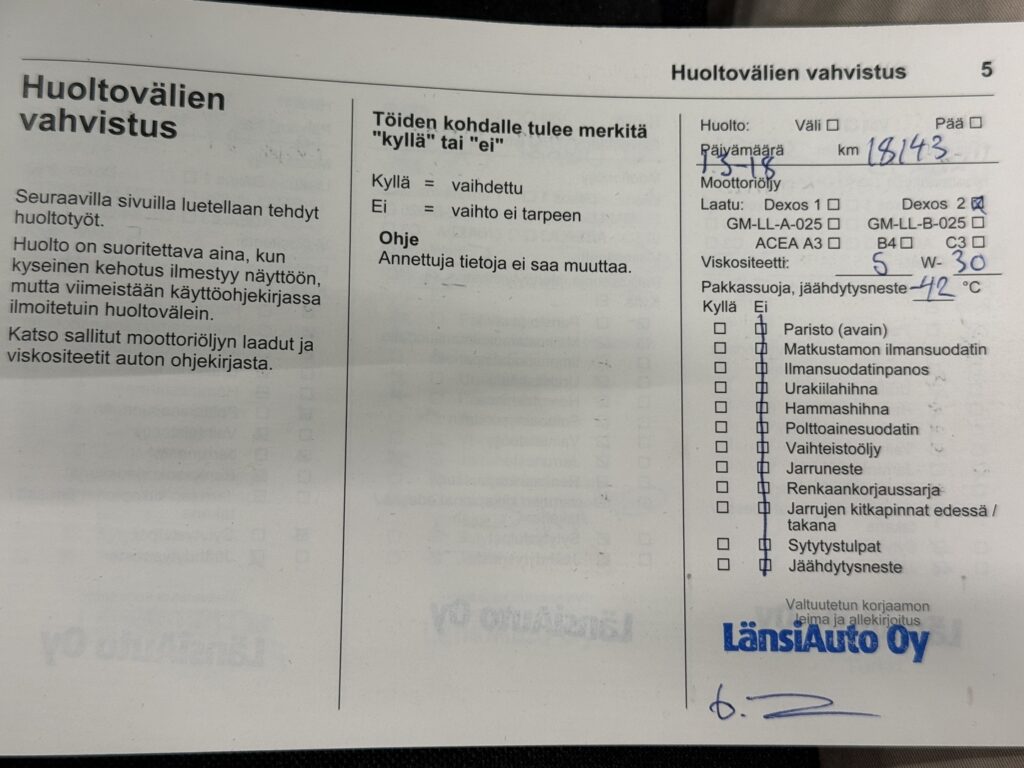 Huoltovälien vahvistus 5
Huoltovälien
vahvistus
Seuraavilla sivuilla luetellaan tehdyt
huoltotyöt.
Huolto on suoritettava aina, kun
kyseinen kehotus ilmestyy näyttöön,
mutta viimeistään käyttöohjekirjassa
ilmoitetuin huoltovälein.
Katso sallitut moottoriöljyn laadut ja
viskositeetit auton ohjekirjasta.
Töiden kohdalle tulee merkitä
"kyllä" tai "ei"
Kyllä = vaihdettu
Ei = vaihto ei tarpeen
Ohje
Annettuja tietoja ei saa muuttaa.
Huolto: Väli ☐ Pää ☐
Päivämäärä km 18143
13-18
Moottoriöljy
Laatu: Dexos 1 ☐ Dexos 2 ☒
GM-LL-A-025 ☐ GM-LL-B-025 ☐
ACEA A3 ☐ B4 ☐ C3 ☐
Viskositeetti: 5 W- 30
Pakkassuoja, jäähdytysneste -42 °C
Kyllä Ei
Paristo (avain)
Matkustamon ilmansuodatin
Ilmansuodatinpanos
Urakiilahihna
Hammashihna
Polttoainesuodatin
Vaihteistoöljy
Jarruneste
Renkaankorjaussarja
Jarrujen kitkapinnat edessä /
takana
Sytytystulpat
Jäähdytysneste
Valtuutetun korjaamon
leima ja allekirjoitus
LänsiAuto Oy